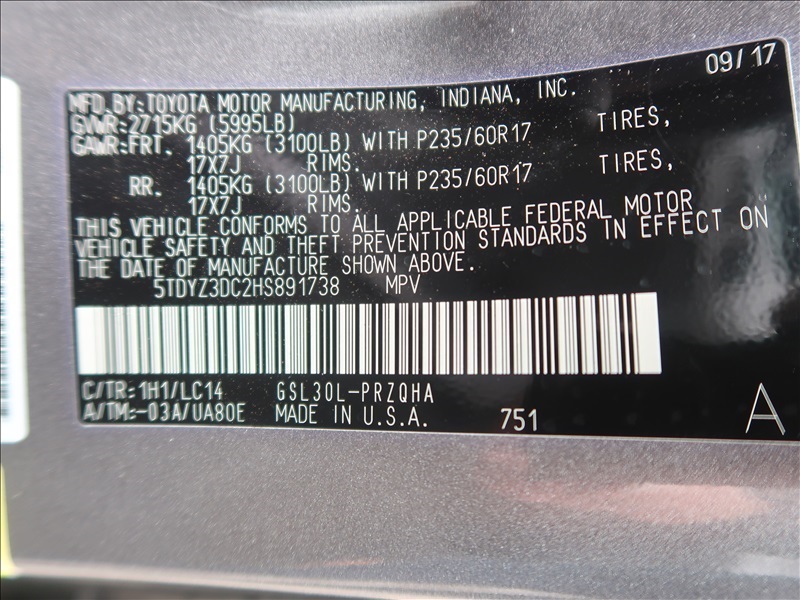 09/17
MFD.BY:TOYOTA MOTOR MANUFACTURING, INDIANA, INC.
GVWR:2715KG (5995LB)
GAWR:FRT. 1405KG (3100LB) WITH P235/60R17 TIRES,
17X7J RIMS.
RR. 1405KG (3100LB) WITH P235/60R17 TIRES,
17X7J RIMS.
THIS VEHICLE CONFORMS TO ALL APPLICABLE FEDERAL MOTOR
VEHICLE SAFETY AND THEFT PREVENTION STANDARDS IN EFFECT ON
THE DATE OF MANUFACTURE SHOWN ABOVE.
5TDYZ3DC2HS891738 MPV
C/TR:1H1/LC14 GSL30L-PRZQHA
A/TM:-03A/UA80E MADE IN U.S.A. 751 A